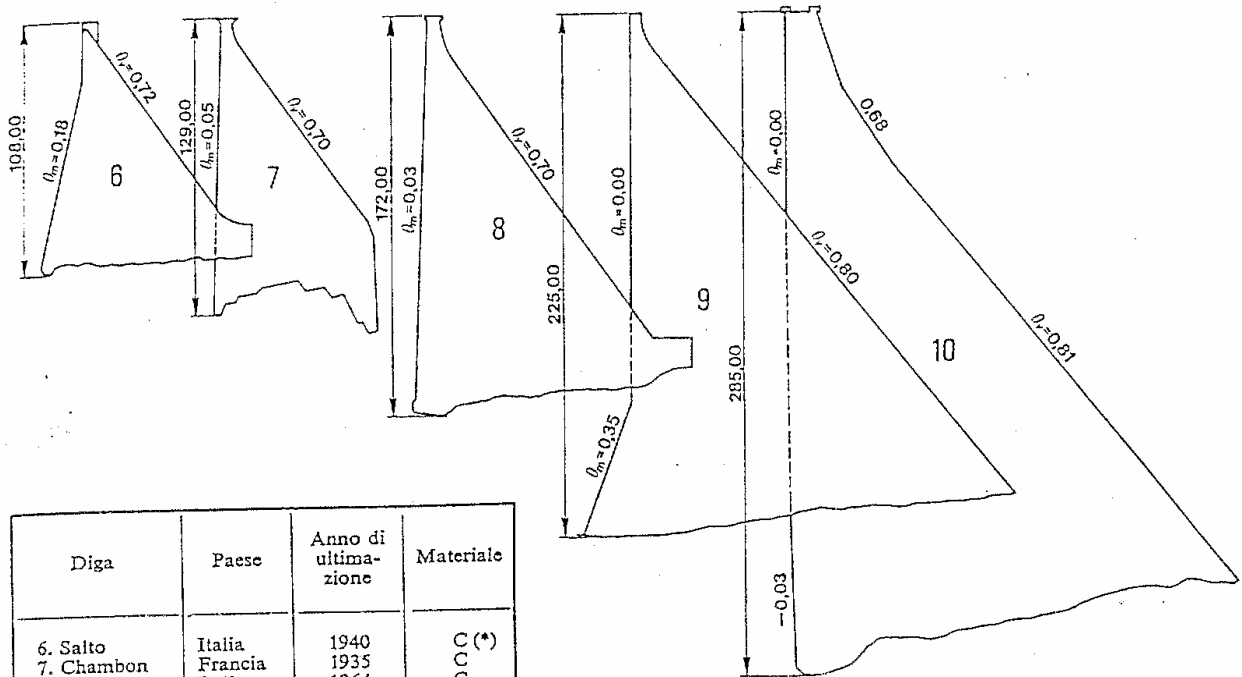 108,00
θm=0,18
6
θv=0,72
129,00
θm=0,05
7
θv=0,70
172,00
θm=0,03
8
θv=0,70
225,00
θm=0,00
θm=0,35
9
θv=0,80
285,00
θm=0,00
-0,03
10
0,68
θv=0,81
Diga Paese Anno di ultima-zione Materiale
6. Salto Italia 1940 C (*)
7. Chambon Francia 1935 C